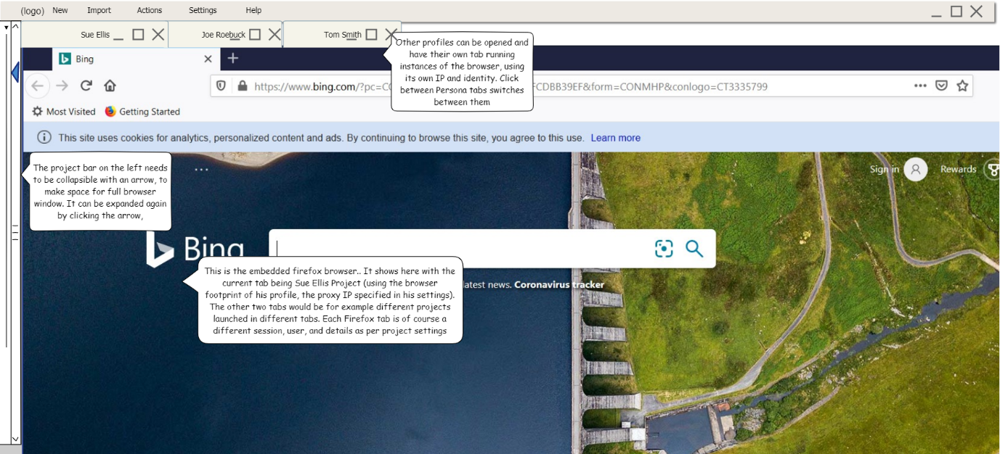 (logo) New Import Actions Settings Help
Sue Ellis Joe Roebuck Tom Smith
Other profiles can be opened and
have their own tab running
instances of the browser, using
its own IP and identity. Click
between Persona tabs switches
between them
Bing
https://www.bing.com/?pc=CO FCDBB39EF&form=CONMHP&conlogo=CT3335799
Most Visited Getting Started
This site uses cookies for analytics, personalized content and ads. By continuing to browse this site, you agree to this use. Learn more
The project bar on the left needs
to be collapsible with an arrow, to
make space for full browser
window. It can be expanded again
by clicking the arrow,
Sign in Rewards
Bing
This is the embedded firefox browser.. It shows here with the
current tab being Sue Ellis Project (using the browser
footprint of his profile, the proxy IP specified in his settings).
The other two tabs would be for example different projects
launched in different tabs. Each Firefox tab is of course a
different session, user, and details as per project settings
latest news. Coronavirus tracker